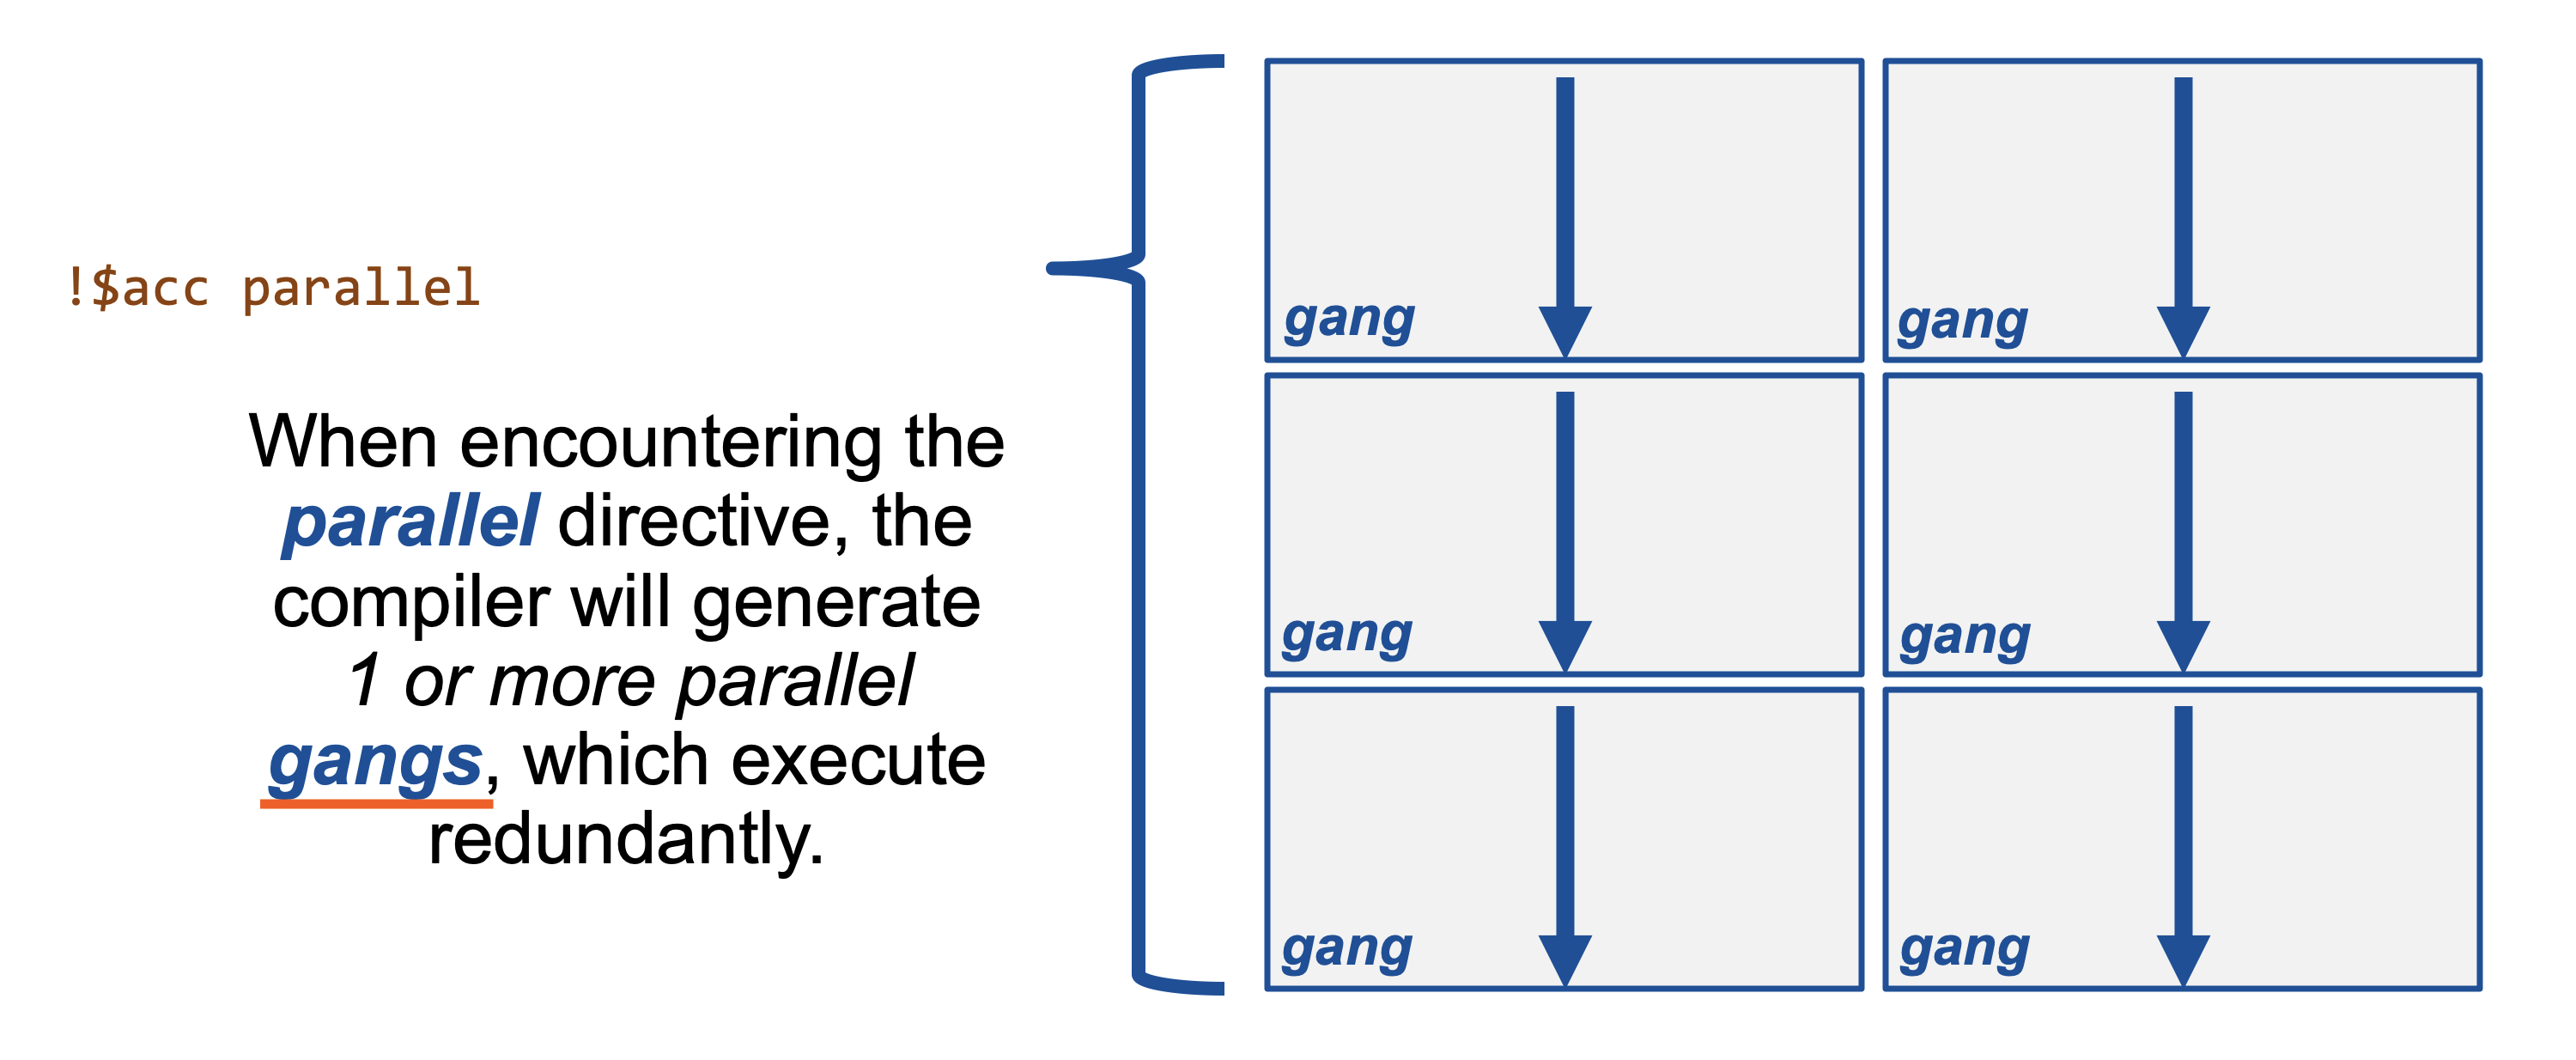 !$acc parallel
When encountering the
parallel directive, the
compiler will generate
1 or more parallel
gangs, which execute
redundantly.
gang
gang
gang
gang
gang
gang